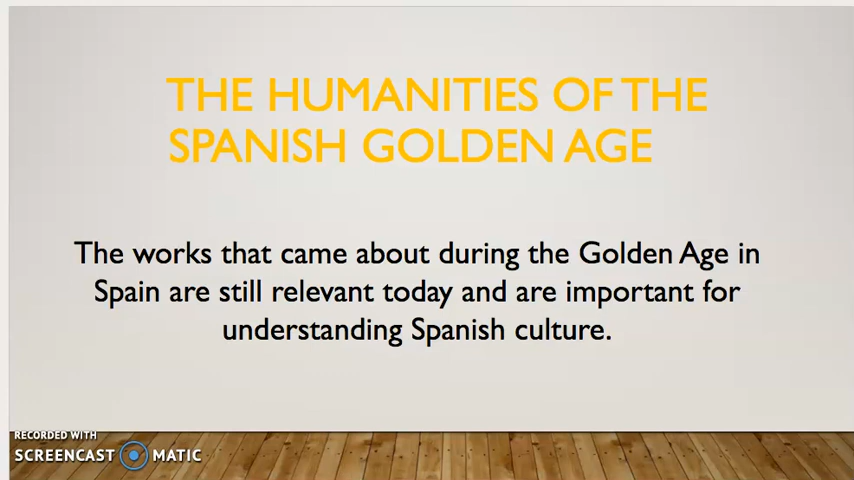 THE HUMANITIES OF THE
SPANISH GOLDEN AGE
The works that came about during the Golden Age in
Spain are still relevant today and are important for
understanding Spanish culture.
RECORDED WITH
SCREENCAST MATIC